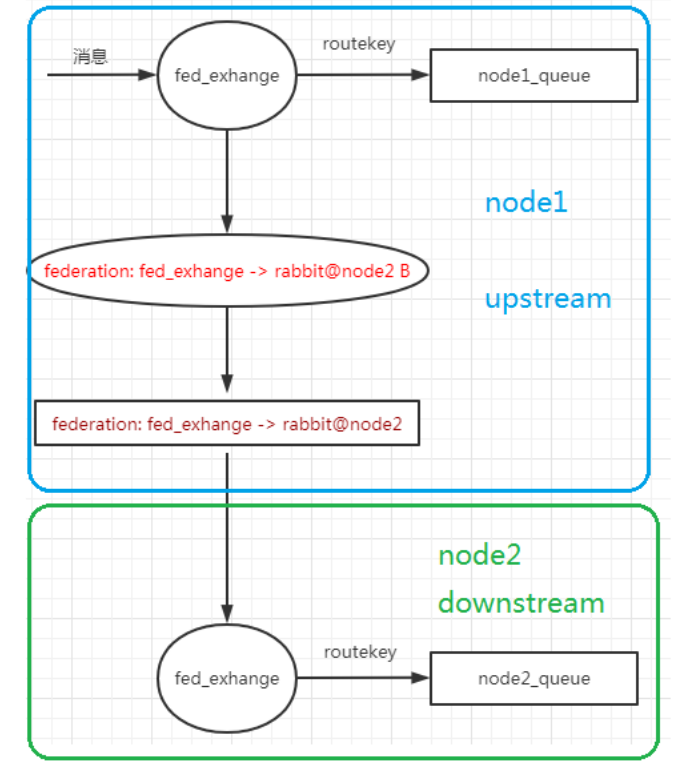 消息
routekey
fed_exhange
node1_queue
node1
federation: fed_exhange -> rabbit@node2 B
upstream
federation: fed_exhange -> rabbit@node2
node2
downstream
routekey
fed_exhange
node2_queue